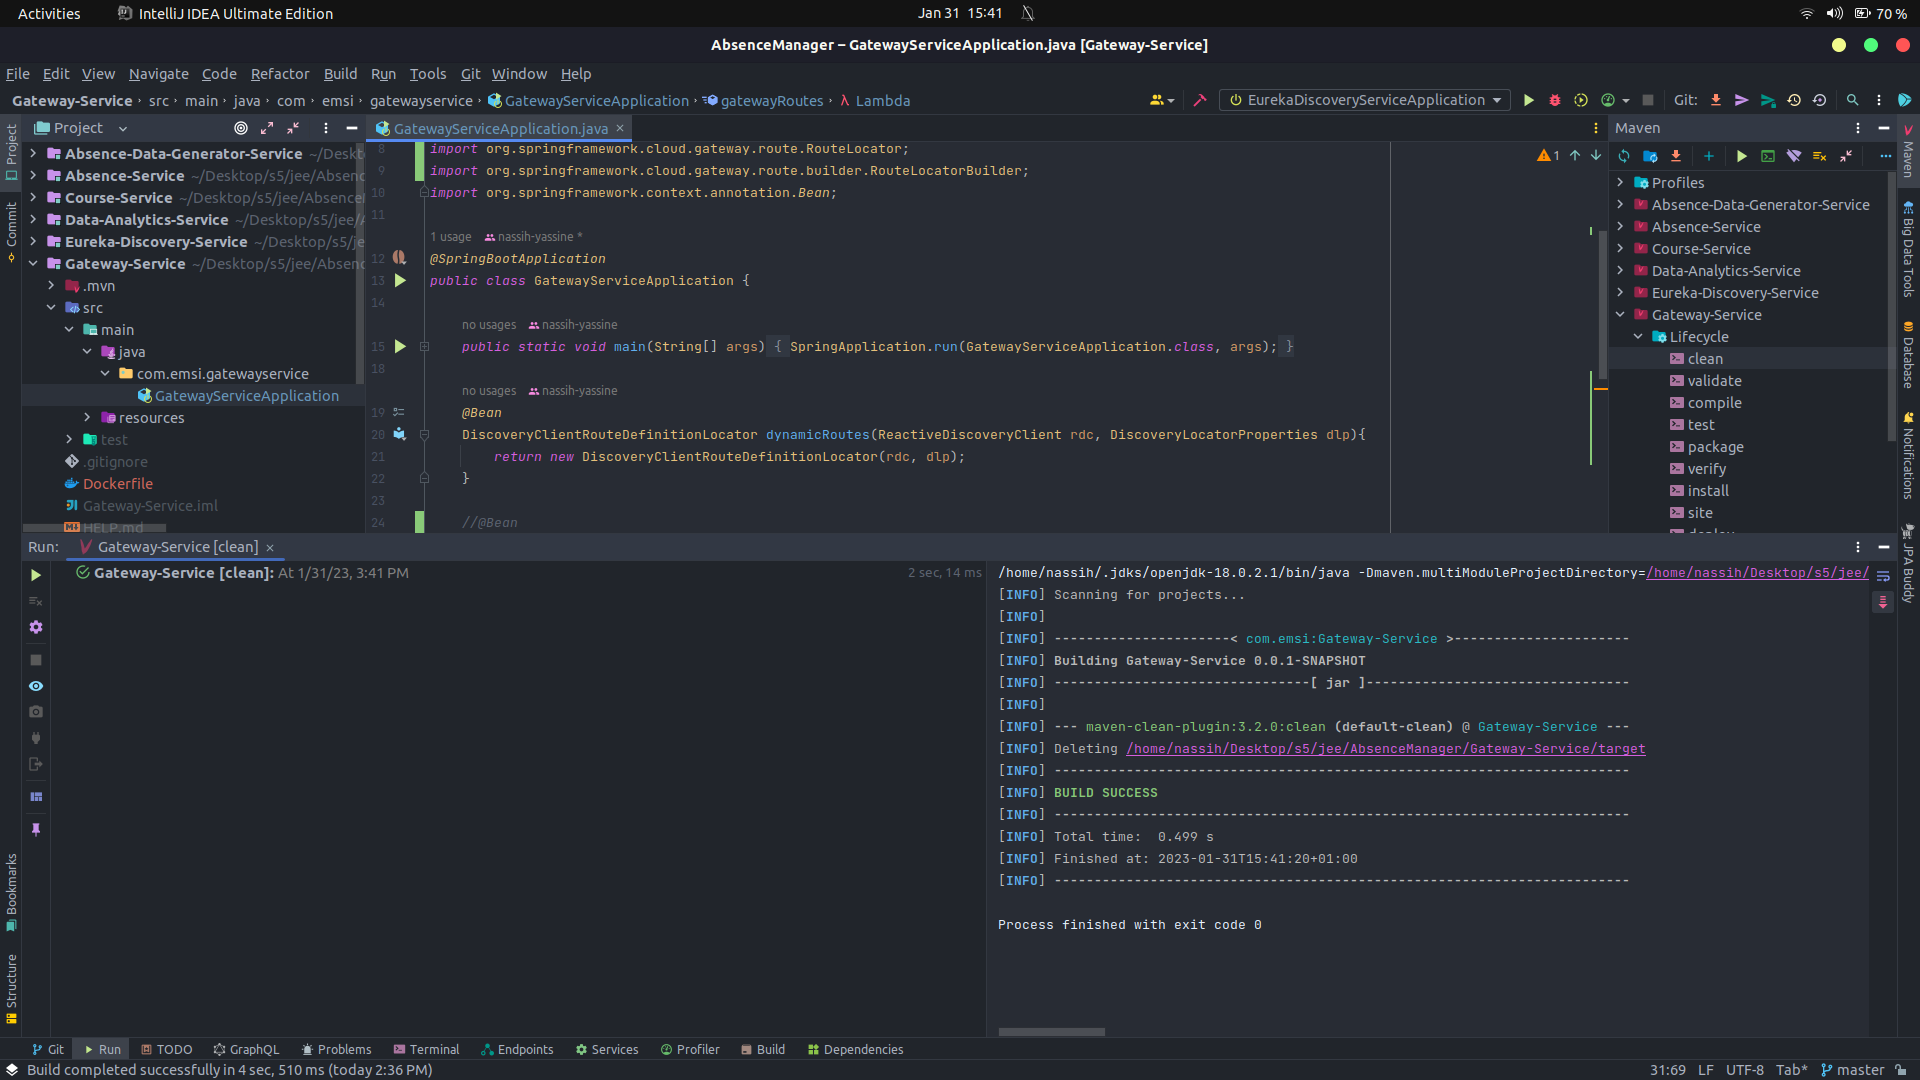 Activities
IntelliJ IDEA Ultimate Edition
Jan 31 15:41
70 %
AbsenceManager – GatewayServiceApplication.java [Gateway-Service]
File Edit View Navigate Code Refactor Build Run Tools Git Window Help
Gateway-Service › src › main › java › com › emsi › gatewayservice › GatewayServiceApplication › gatewayRoutes › λ Lambda
EurekaDiscoveryServiceApplication
Git:
Project
Commit
Bookmarks
Structure
Project
Absence-Data-Generator-Service ~/Deskt
Absence-Service ~/Desktop/s5/jee/Absenc
Course-Service ~/Desktop/s5/jee/Absence
Data-Analytics-Service ~/Desktop/s5/jee/A
Eureka-Discovery-Service ~/Desktop/s5/je
Gateway-Service ~/Desktop/s5/jee/Absenc
.mvn
src
main
java
com.emsi.gatewayservice
GatewayServiceApplication
resources
test
.gitignore
Dockerfile
Gateway-Service.iml
HELP.md
GatewayServiceApplication.java
1
8 import org.springframework.cloud.gateway.route.RouteLocator;
9 import org.springframework.cloud.gateway.route.builder.RouteLocatorBuilder;
10 import org.springframework.context.annotation.Bean;
11
1 usage nassih-yassine *
12 @SpringBootApplication
13 public class GatewayServiceApplication {
14
no usages nassih-yassine
15 public static void main(String[] args) { SpringApplication.run(GatewayServiceApplication.class, args); }
18
no usages nassih-yassine
19 @Bean
20 DiscoveryClientRouteDefinitionLocator dynamicRoutes(ReactiveDiscoveryClient rdc, DiscoveryLocatorProperties dlp){
21 return new DiscoveryClientRouteDefinitionLocator(rdc, dlp);
22 }
23
24 //@Bean
Maven
Profiles
Absence-Data-Generator-Service
Absence-Service
Course-Service
Data-Analytics-Service
Eureka-Discovery-Service
Gateway-Service
Lifecycle
clean
validate
compile
test
package
verify
install
site
deploy
Maven
Big Data Tools
Database
Notifications
JPA Buddy
Run: Gateway-Service [clean]
Gateway-Service [clean]: At 1/31/23, 3:41 PM 2 sec, 14 ms
/home/nassih/.jdks/openjdk-18.0.2.1/bin/java -Dmaven.multiModuleProjectDirectory=/home/nassih/Desktop/s5/jee/
[INFO] Scanning for projects...
[INFO]
[INFO] ----------------------< com.emsi:Gateway-Service >----------------------
[INFO] Building Gateway-Service 0.0.1-SNAPSHOT
[INFO] --------------------------------[ jar ]---------------------------------
[INFO]
[INFO] --- maven-clean-plugin:3.2.0:clean (default-clean) @ Gateway-Service ---
[INFO] Deleting /home/nassih/Desktop/s5/jee/AbsenceManager/Gateway-Service/target
[INFO] ------------------------------------------------------------------------
[INFO] BUILD SUCCESS
[INFO] ------------------------------------------------------------------------
[INFO] Total time:  0.499 s
[INFO] Finished at: 2023-01-31T15:41:20+01:00
[INFO] ------------------------------------------------------------------------
Process finished with exit code 0
Git Run TODO GraphQL Problems Terminal Endpoints Services Profiler Build Dependencies
Build completed successfully in 4 sec, 510 ms (today 2:36 PM)
31:69 LF UTF-8 Tab* master